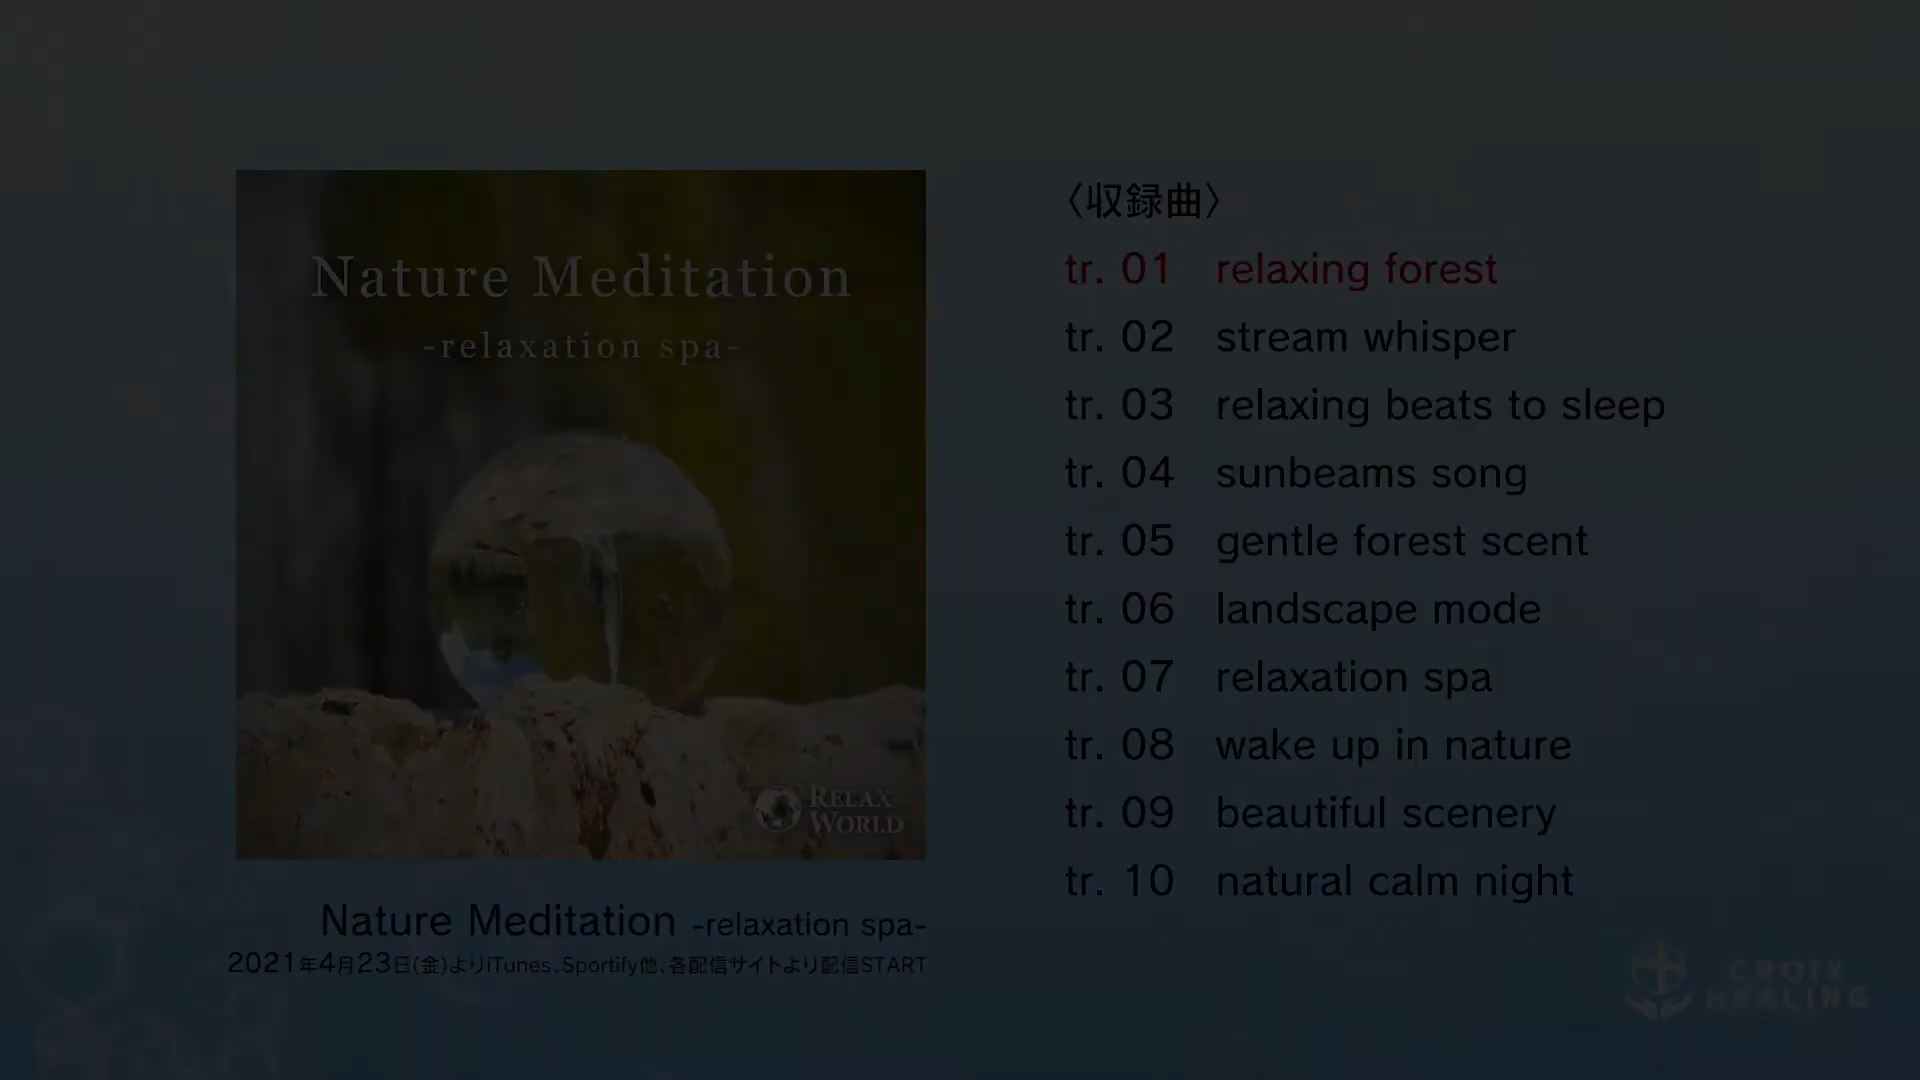 Nature Meditation
-relaxation spa-
RELAX
WORLD
Nature Meditation -relaxation spa-
2021年4月23日(金)よりiTunes、Sportify他、各配信サイトより配信START
〈収録曲〉
tr. 01 relaxing forest
tr. 02 stream whisper
tr. 03 relaxing beats to sleep
tr. 04 sunbeams song
tr. 05 gentle forest scent
tr. 06 landscape mode
tr. 07 relaxation spa
tr. 08 wake up in nature
tr. 09 beautiful scenery
tr. 10 natural calm night
CROIX
HEALING